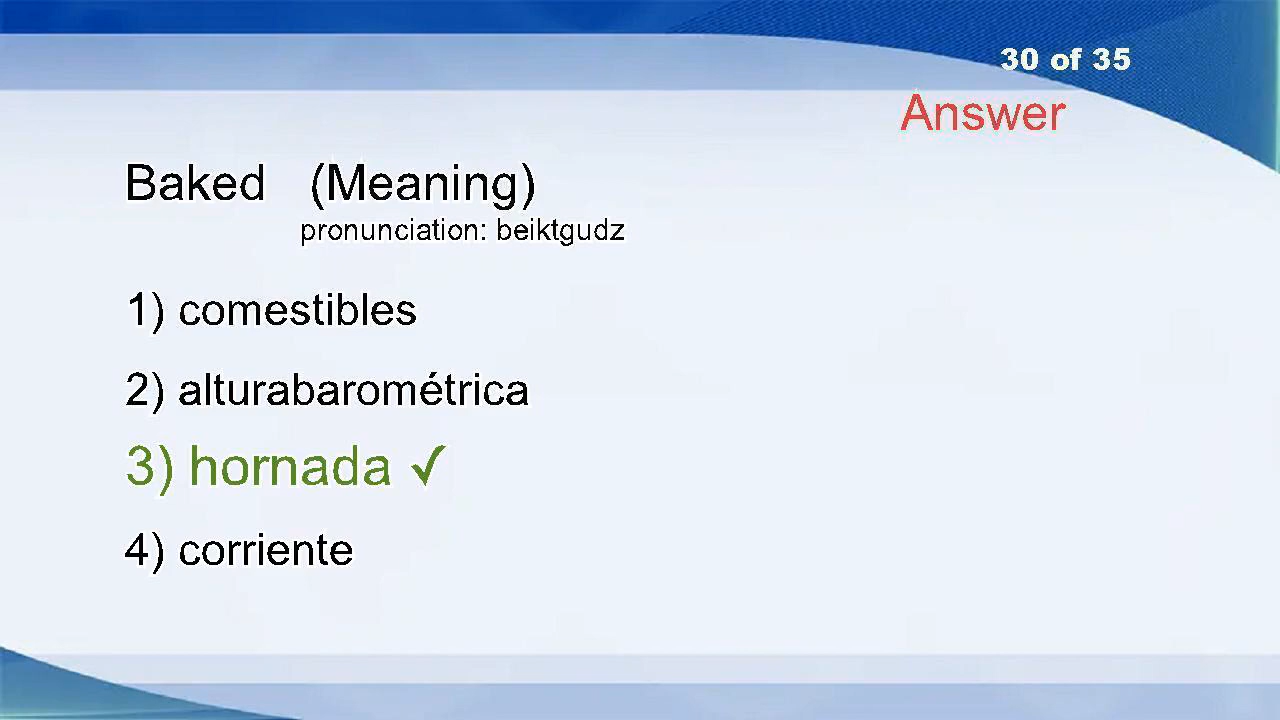 30 of 35
Answer
Baked (Meaning)
pronunciation: beiktgudz
1) comestibles
2) alturabarométrica
3) hornada ✓
4) corriente